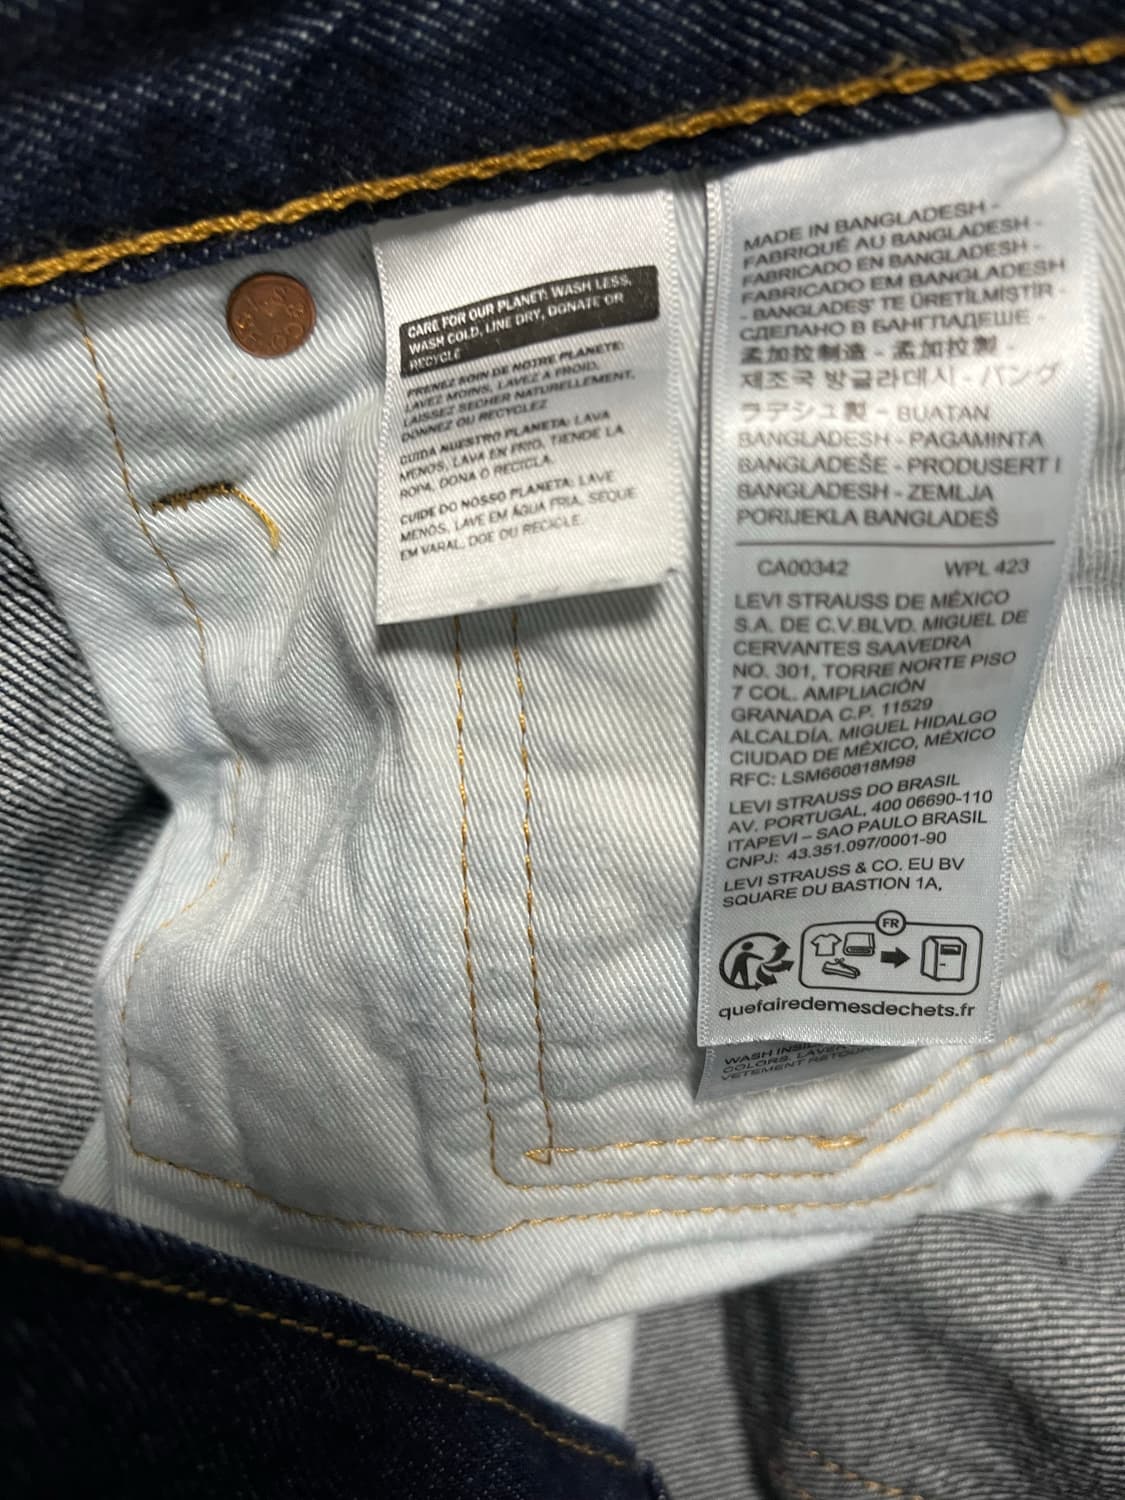 CARE FOR OUR PLANET: WASH LESS,
WASH COLD, LINE DRY, DONATE OR
RECYCLE
PRENEZ SOIN DE NOTRE PLANETE:
LAVEZ MOINS, LAVEZ A FROID,
LAISSEZ SECHER NATURELLEMENT,
DONNEZ OU RECYCLEZ
CUIDA NUESTRO PLANETA: LAVA
MENOS, LAVA EN FRIO, TIENDE LA
ROPA, DONA O RECICLA.
CUIDE DO NOSSO PLANETA: LAVE
MENOS, LAVE EM ÁGUA FRIA, SEQUE
EM VARAL, DOE OU RECICLE.
MADE IN BANGLADESH -
FABRIQUÉ AU BANGLADESH -
FABRICADO EN BANGLADESH -
FABRICADO EM BANGLADESH
- BANGLADEŞ' TE ÜRETİLMİŞTİR -
СДЕЛАНО В БАНГЛАДЕШЕ -
孟加拉制造 - 孟加拉製 -
제조국 방글라데시 - バング
ラデシュ製 - BUATAN
BANGLADESH - PAGAMINTA
BANGLADEŠE - PRODUSERT I
BANGLADESH - ZEMLJA
PORIJEKLA BANGLADEŠ
CA00342 WPL 423
LEVI STRAUSS DE MÉXICO
S.A. DE C.V.BLVD. MIGUEL DE
CERVANTES SAAVEDRA
NO. 301, TORRE NORTE PISO
7 COL. AMPLIACIÓN
GRANADA C.P. 11529
ALCALDÍA. MIGUEL HIDALGO
CIUDAD DE MÉXICO, MÉXICO
RFC: LSM660818M98
LEVI STRAUSS DO BRASIL
AV. PORTUGAL, 400 06690-110
ITAPEVI – SAO PAULO BRASIL
CNPJ: 43.351.097/0001-90
LEVI STRAUSS & CO. EU BV
SQUARE DU BASTION 1A,
FR
quefairedemesdechets.fr
WASH INSIDE
COLORS. LAVER
VETEMENT RETOUR